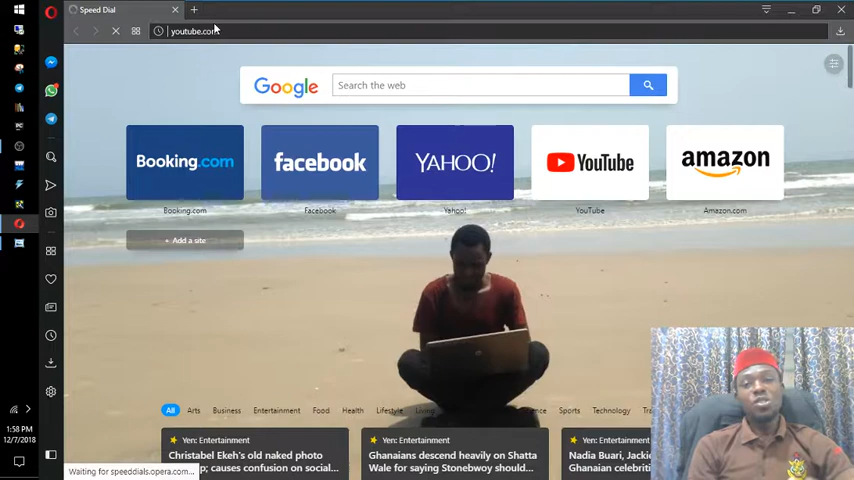 Speed Dial
youtube.com
Google
Search the web
Booking.com
facebook
YAHOO!
YouTube
amazon
Booking.com
Facebook
Yahoo!
YouTube
Amazon.com
+ Add a site
All
Arts
Business
Entertainment
Food
Health
Lifestyle
Living
Sports
Technology
Yen: Entertainment
Christabel Ekeh's old naked photo
causes confusion on social...
Yen: Entertainment
Ghanaians descend heavily on Shatta
Wale for saying Stonebwoy should...
Yen: Entertainment
Nadia Buari, Jackie
Ghanaian celebriti
Waiting for speeddials.opera.com...
1:58 PM
12/7/2018